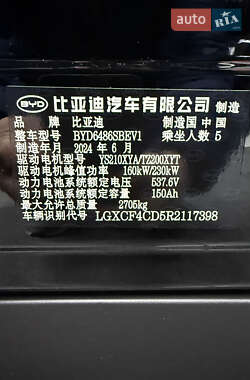 AUTO.RIA
BYD 比亚迪汽车有限公司 制造
品牌 比亚迪 制造国 中国
整车型号 BYD6486SBEV1 乘坐人数 5
制造年月 2024 年 6 月
驱动电机型号 YS210XYA/TZ200XYT
驱动电机峰值功率 160kW/230kW
动力电池系统额定电压 537.6V
动力电池系统额定容量 150Ah
最大允许总质量 2705kg
车辆识别代号 LGXCF4CD5R2117398